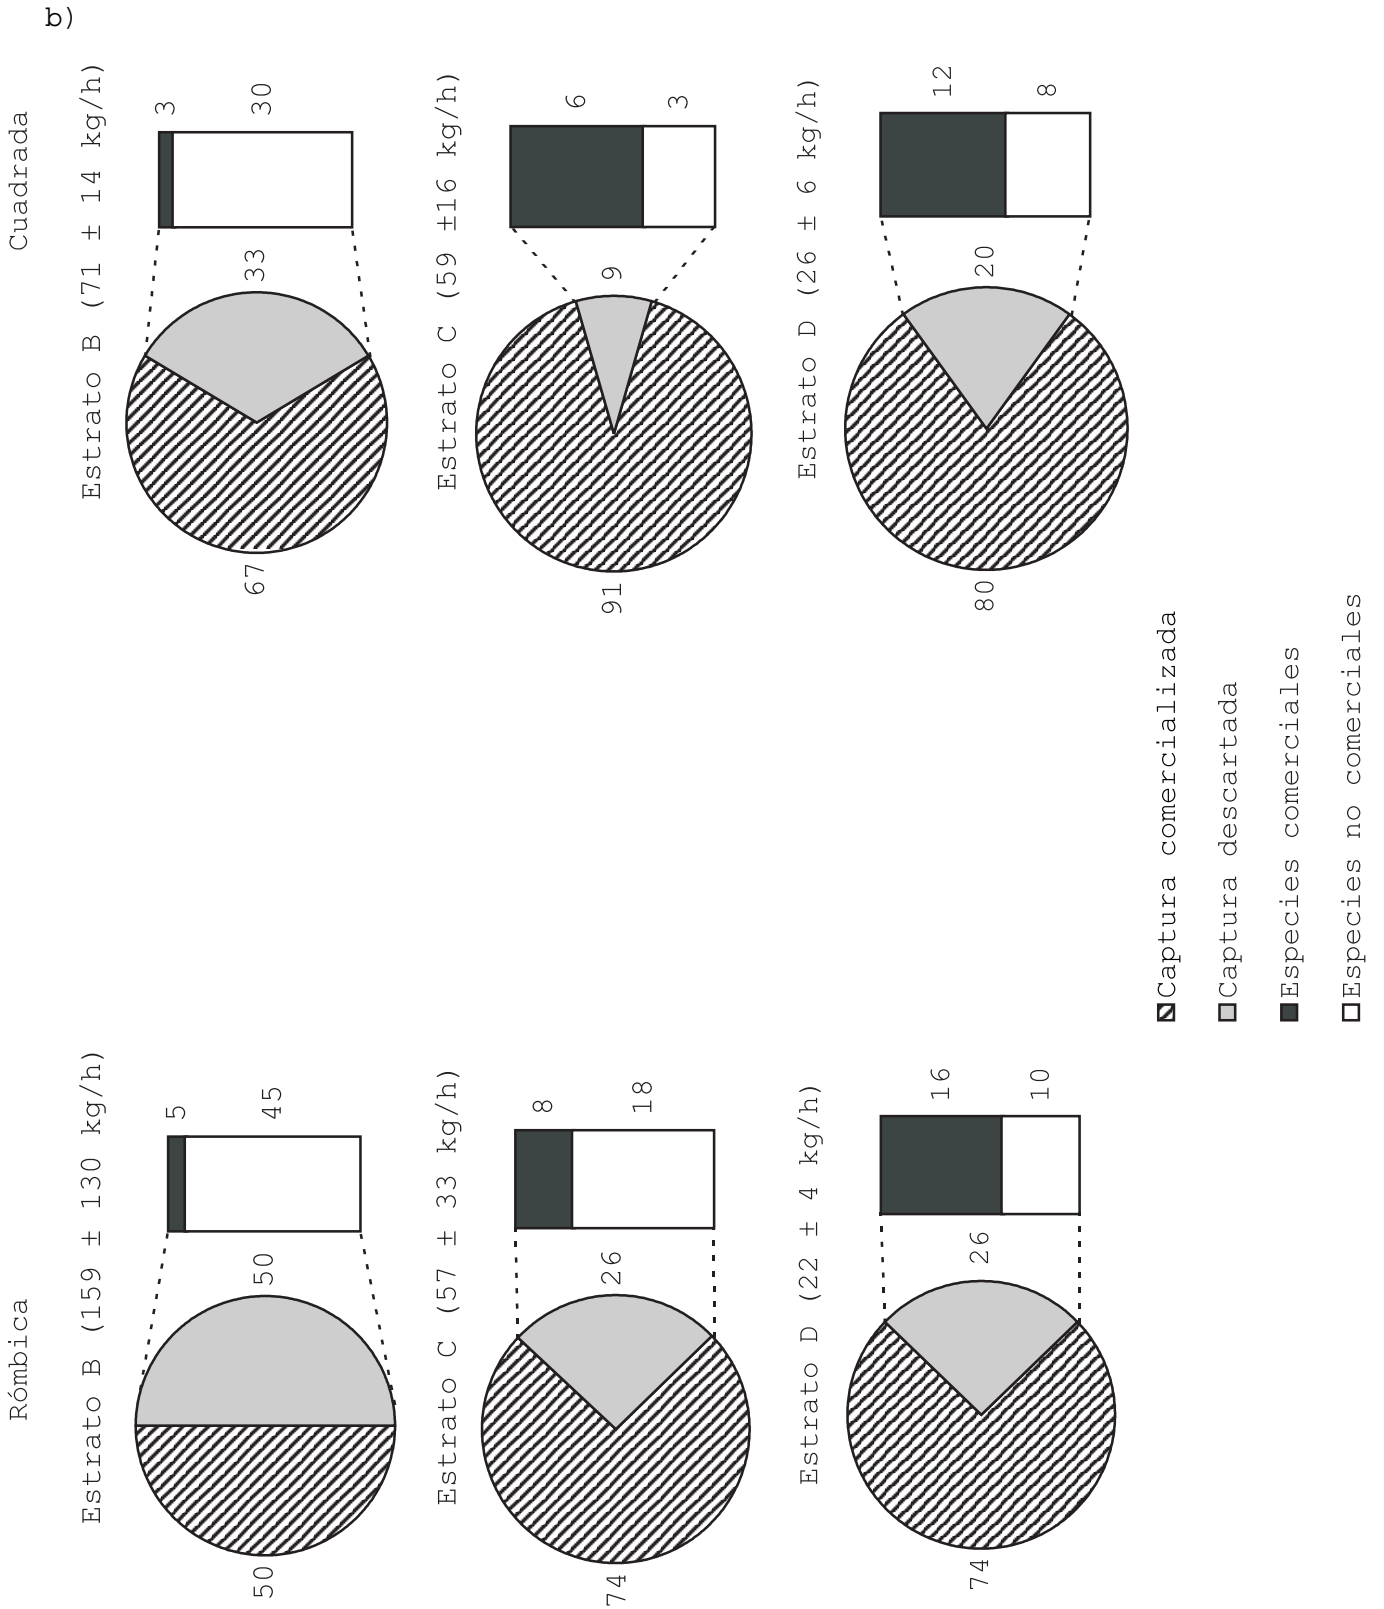 b)
Rómbica
Cuadrada
Estrato B (159 ± 130 kg/h)
50
50
5
45
Estrato B (71 ± 14 kg/h)
67
33
3
30
Estrato C (57 ± 33 kg/h)
74
26
8
18
Estrato C (59 ±16 kg/h)
91
9
6
3
Estrato D (22 ± 4 kg/h)
74
26
16
10
Estrato D (26 ± 6 kg/h)
80
20
12
8
Captura comercializada
Captura descartada
Especies comerciales
Especies no comerciales